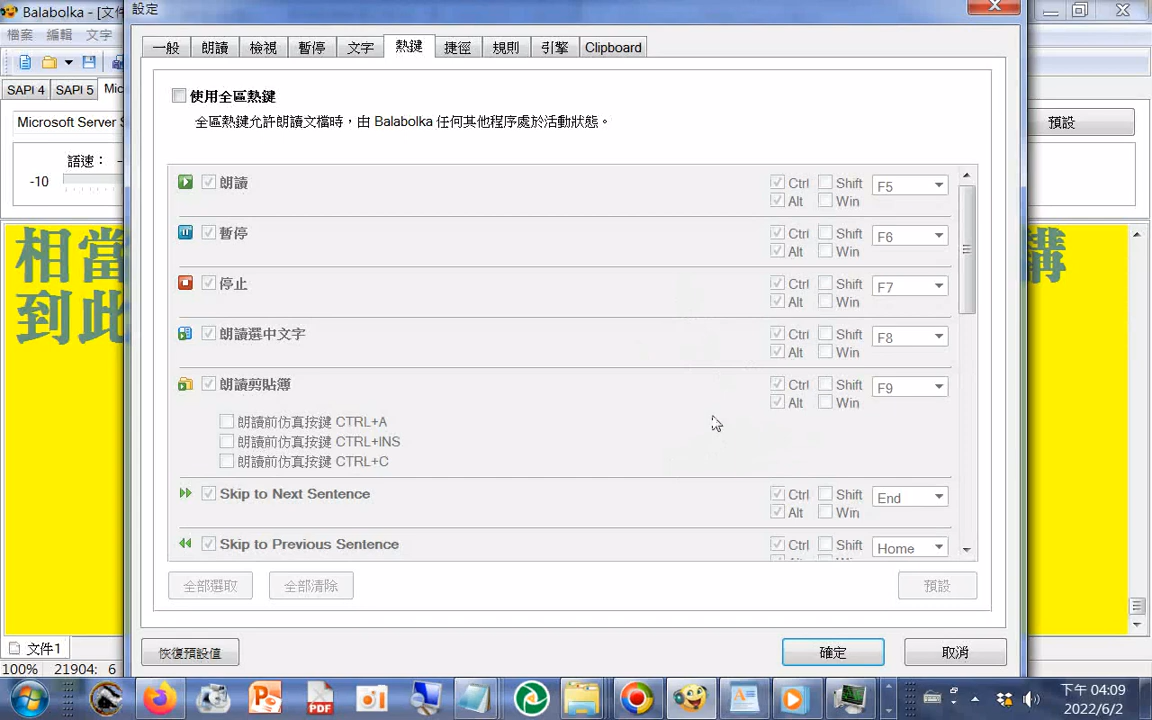 Balabolka - [文件
設定
檔案 編輯 文字
一般 朗讀 檢視 暫停 文字 熱鍵 捷徑 規則 引擎 Clipboard
SAPI 4 SAPI 5 Mic
使用全區熱鍵
全區熱鍵允許朗讀文檔時，由 Balabolka 任何其他程序處於活動狀態。
Microsoft Server S
預設
語速：
-10
朗讀 Ctrl Shift F5
Alt Win
暫停 Ctrl Shift F6
Alt Win
停止 Ctrl Shift F7
Alt Win
朗讀選中文字 Ctrl Shift F8
Alt Win
朗讀剪貼簿 Ctrl Shift F9
Alt Win
朗讀前仿真按鍵 CTRL+A
朗讀前仿真按鍵 CTRL+INS
朗讀前仿真按鍵 CTRL+C
Skip to Next Sentence Ctrl Shift End
Alt Win
Skip to Previous Sentence Ctrl Shift Home
相當 講
到此
全部選取 全部清除 預設
恢復預設值 確定 取消
文件1
100% 21904: 6
PDF
下午 04:09
2022/6/2